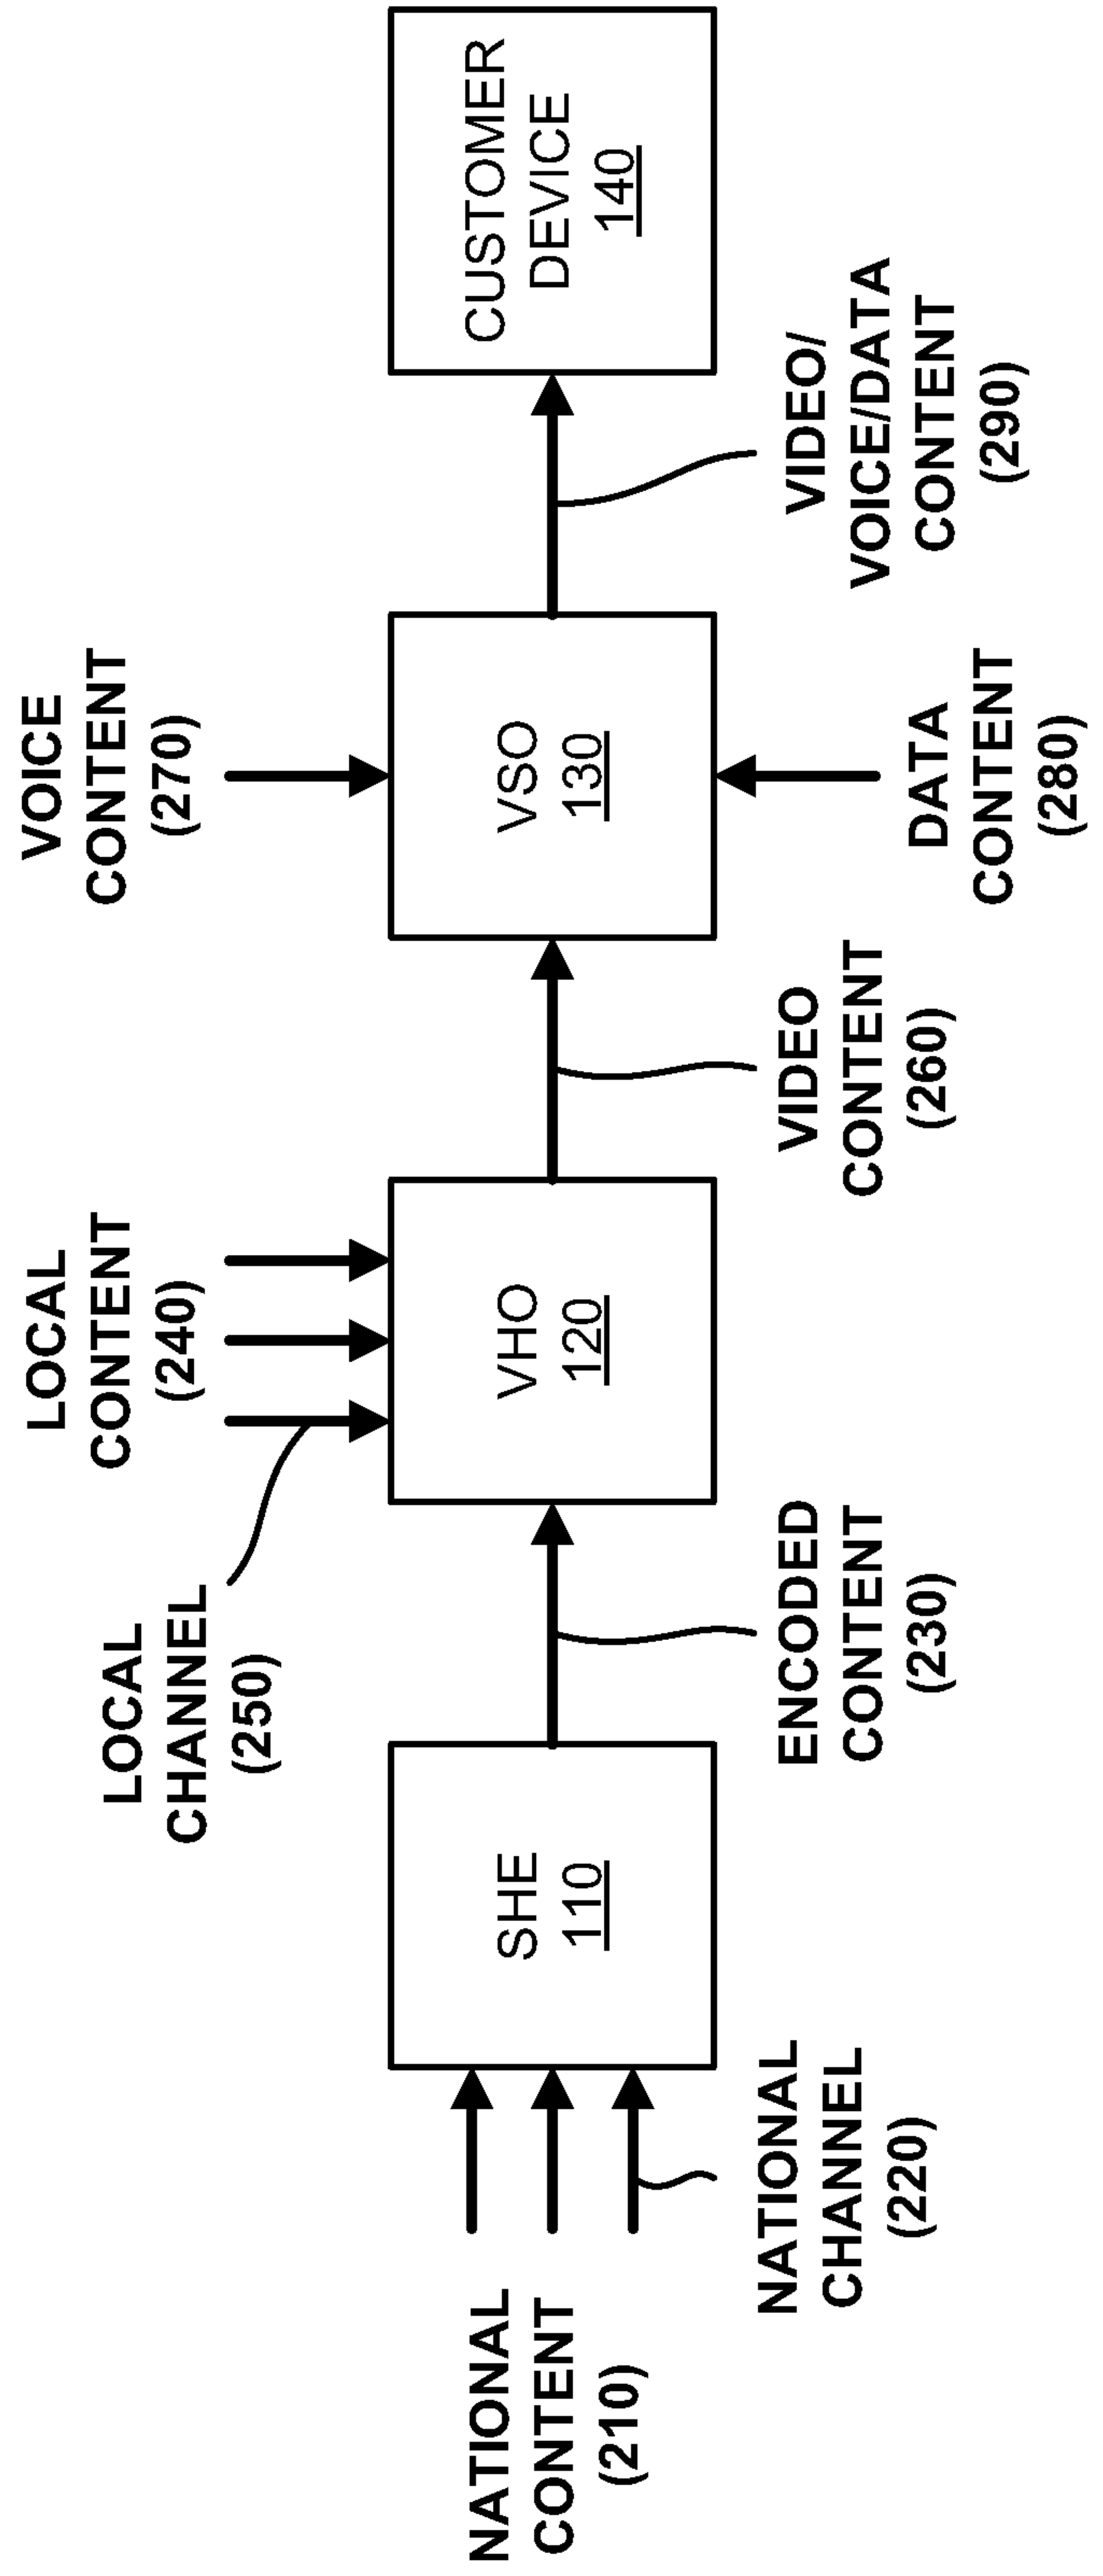 NATIONAL
CONTENT
(210)
NATIONAL
CHANNEL
(220)
SHE
110
ENCODED
CONTENT
(230)
LOCAL
CHANNEL
(250)
LOCAL
CONTENT
(240)
VHO
120
VIDEO
CONTENT
(260)
VOICE
CONTENT
(270)
VSO
130
DATA
CONTENT
(280)
VIDEO/
VOICE/DATA
CONTENT
(290)
CUSTOMER
DEVICE
140